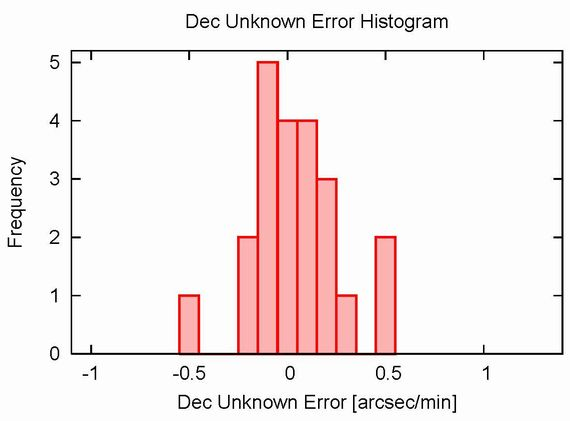 Dec Unknown Error Histogram
5
4
3
2
1
0
Frequency
-1 -0.5 0 0.5 1
Dec Unknown Error [arcsec/min]